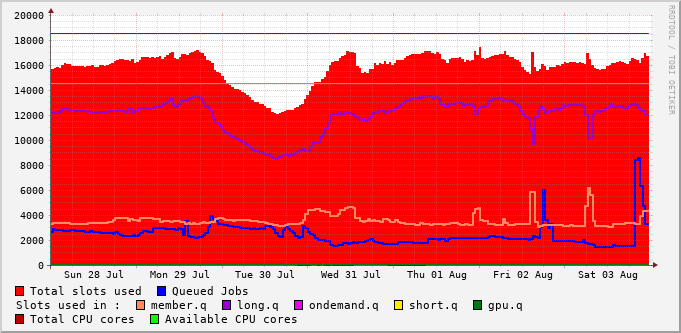 20000
18000
16000
14000
12000
10000
8000
6000
4000
2000
0
Sun 28 Jul Mon 29 Jul Tue 30 Jul Wed 31 Jul Thu 01 Aug Fri 02 Aug Sat 03 Aug
Total slots used Queued Jobs
Slots used in : member.q long.q ondemand.q short.q gpu.q
Total CPU cores Available CPU cores
RRDTOOL / TOBI OETIKER